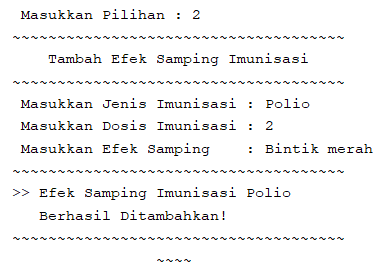 Masukkan Pilihan : 2
~~~~~~~~~~~~~~~~~~~~~~~~~~~~~~~~~~~~~
Tambah Efek Samping Imunisasi
~~~~~~~~~~~~~~~~~~~~~~~~~~~~~~~~~~~~~
Masukkan Jenis Imunisasi : Polio
Masukkan Dosis Imunisasi : 2
Masukkan Efek Samping    : Bintik merah
~~~~~~~~~~~~~~~~~~~~~~~~~~~~~~~~~~~~~
>> Efek Samping Imunisasi Polio
Berhasil Ditambahkan!
~~~~~~~~~~~~~~~~~~~~~~~~~~~~~~~~~~~~~
~~~~